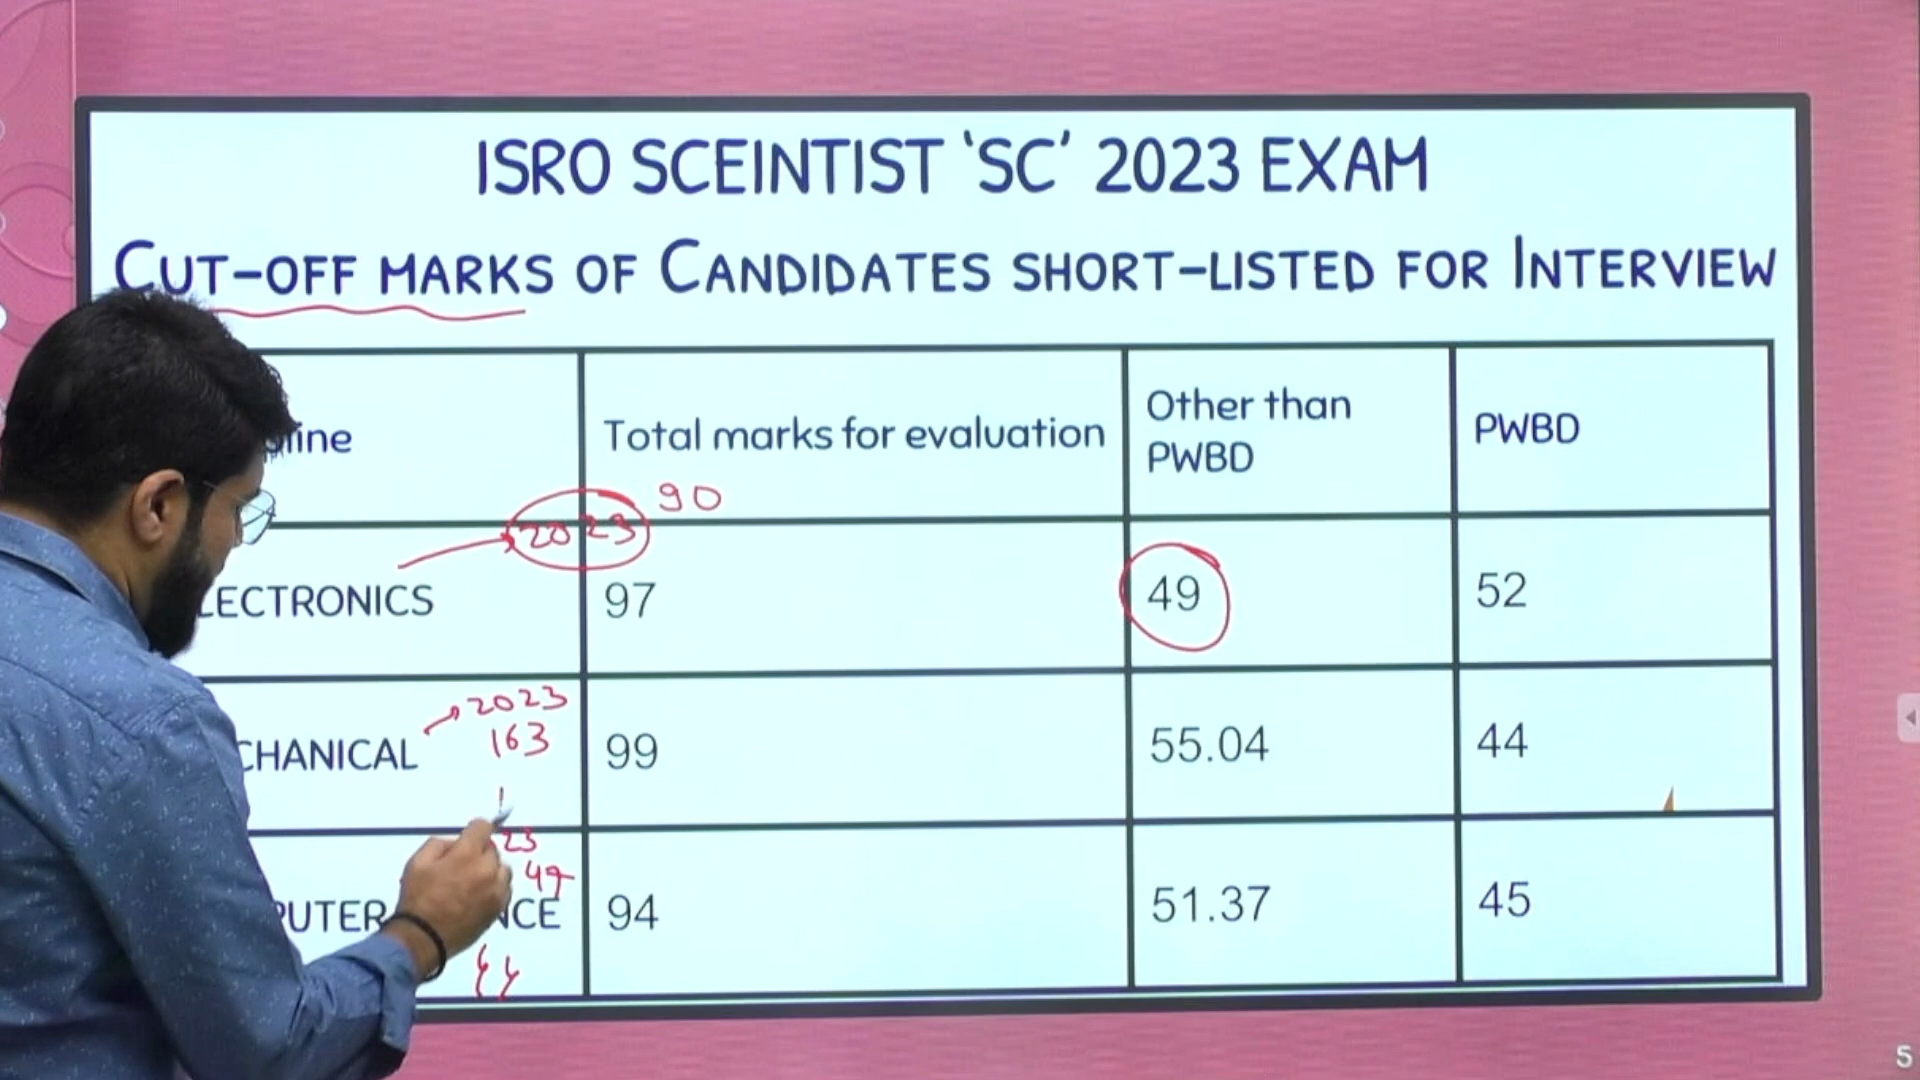 ISRO SCEINTIST ‘SC’ 2023 EXAM
CUT-OFF MARKS OF CANDIDATES SHORT-LISTED FOR INTERVIEW
Total marks for evaluation
Other than
PWBD
PWBD
2023
90
97
49
52
2023
163
99
55.04
44
23
49
94
51.37
45
5